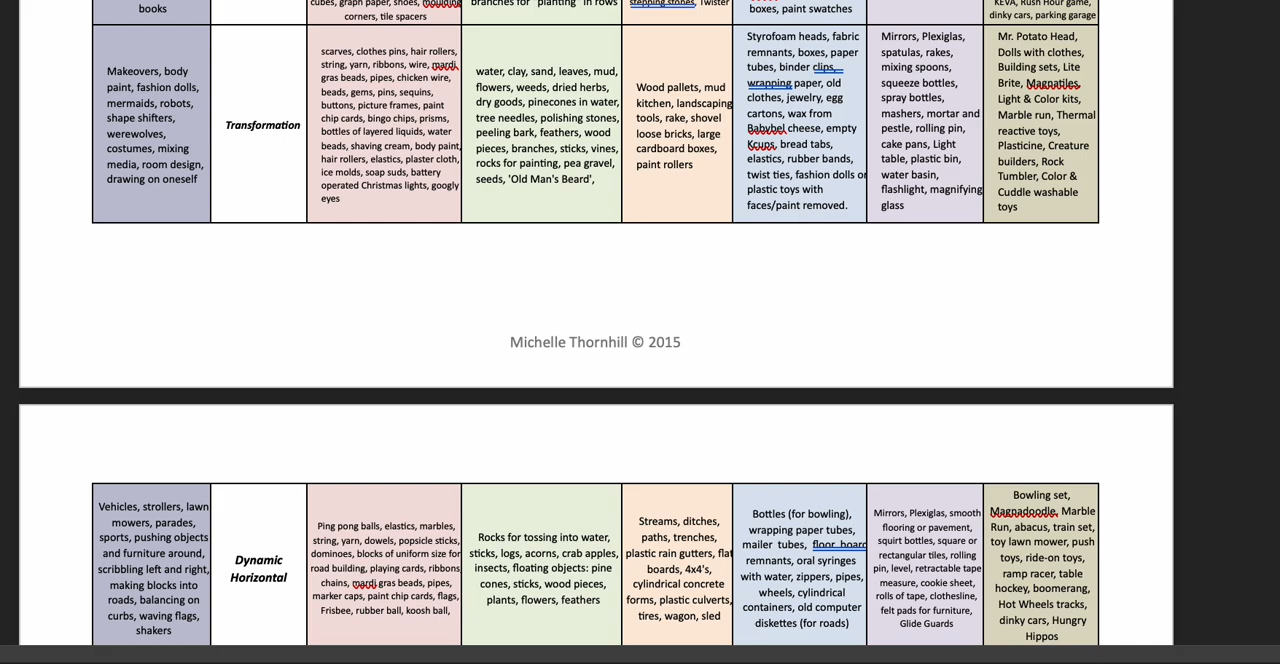 books
cubes, graph paper, shoes, moulding
corners, tile spacers
branches for "planting" in rows
stepping stones, Twister
boxes, paint swatches
KEVA, Rush Hour game,
dinky cars, parking garage
Makeovers, body
paint, fashion dolls,
mermaids, robots,
shape shifters,
werewolves,
costumes, mixing
media, room design,
drawing on oneself
Transformation
scarves, clothes pins, hair rollers,
string, yarn, ribbons, wire, mardi
gras beads, pipes, chicken wire,
beads, gems, pins, sequins,
buttons, picture frames, paint
chip cards, bingo chips, prisms,
bottles of layered liquids, water
beads, shaving cream, body paint,
hair rollers, elastics, plaster cloth,
ice molds, soap suds, battery
operated Christmas lights, googly
eyes
water, clay, sand, leaves, mud,
flowers, weeds, dried herbs,
dry goods, pinecones in water,
tree needles, polishing stones,
peeling bark, feathers, wood
pieces, branches, sticks, vines,
rocks for painting, pea gravel,
seeds, 'Old Man's Beard',
Wood pallets, mud
kitchen, landscaping
tools, rake, shovel
loose bricks, large
cardboard boxes,
paint rollers
Styrofoam heads, fabric
remnants, boxes, paper
tubes, binder clips,
wrapping paper, old
clothes, jewelry, egg
cartons, wax from
Babybel cheese, empty
Kcups, bread tabs,
elastics, rubber bands,
twist ties, fashion dolls or
plastic toys with
faces/paint removed.
Mirrors, Plexiglas,
spatulas, rakes,
mixing spoons,
squeeze bottles,
spray bottles,
mashers, mortar and
pestle, rolling pin,
cake pans, Light
table, plastic bin,
water basin,
flashlight, magnifying
glass
Mr. Potato Head,
Dolls with clothes,
Building sets, Lite
Brite, Magnatiles,
Light & Color kits,
Marble run, Thermal
reactive toys,
Plasticine, Creature
builders, Rock
Tumbler, Color &
Cuddle washable
toys
Michelle Thornhill © 2015
Vehicles, strollers, lawn
mowers, parades,
sports, pushing objects
and furniture around,
scribbling left and right,
making blocks into
roads, balancing on
curbs, waving flags,
shakers
Dynamic
Horizontal
Ping pong balls, elastics, marbles,
string, yarn, dowels, popsicle sticks,
dominoes, blocks of uniform size for
road building, playing cards, ribbons
chains, mardi gras beads, pipes,
marker caps, paint chip cards, flags,
Frisbee, rubber ball, koosh ball,
Rocks for tossing into water,
sticks, logs, acorns, crab apples,
insects, floating objects: pine
cones, sticks, wood pieces,
plants, flowers, feathers
Streams, ditches,
paths, trenches,
plastic rain gutters, flat
boards, 4x4's,
cylindrical concrete
forms, plastic culverts,
tires, wagon, sled
Bottles (for bowling),
wrapping paper tubes,
mailer tubes, floor board
remnants, oral syringes
with water, zippers, pipes,
wheels, cylindrical
containers, old computer
diskettes (for roads)
Mirrors, Plexiglas, smooth
flooring or pavement,
squirt bottles, square or
rectangular tiles, rolling
pin, level, retractable tape
measure, cookie sheet,
rolls of tape, clothesline,
felt pads for furniture,
Glide Guards
Bowling set,
Magnadoodle, Marble
Run, abacus, train set,
toy lawn mower, push
toys, ride-on toys,
ramp racer, table
hockey, boomerang,
Hot Wheels tracks,
dinky cars, Hungry
Hippos